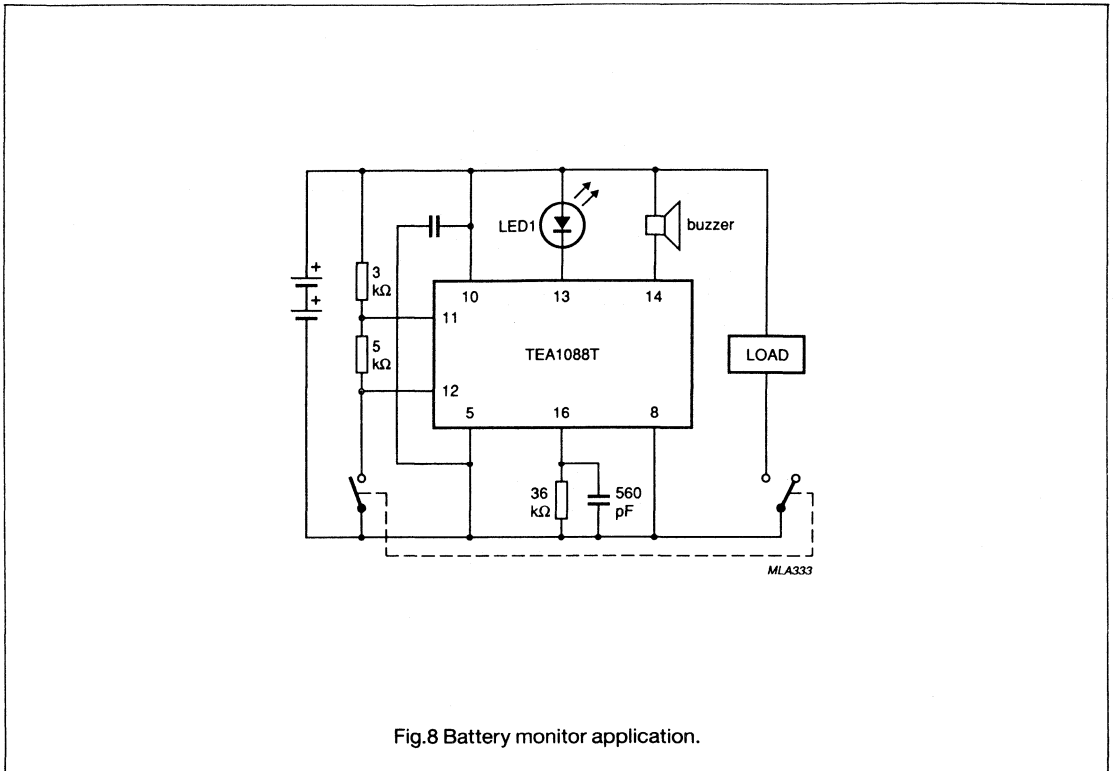 +
+
3
kΩ
5
kΩ
LED1
buzzer
10
13
14
11
12
TEA1088T
5
16
8
LOAD
36
kΩ
560
pF
MLA333
Fig.8 Battery monitor application.